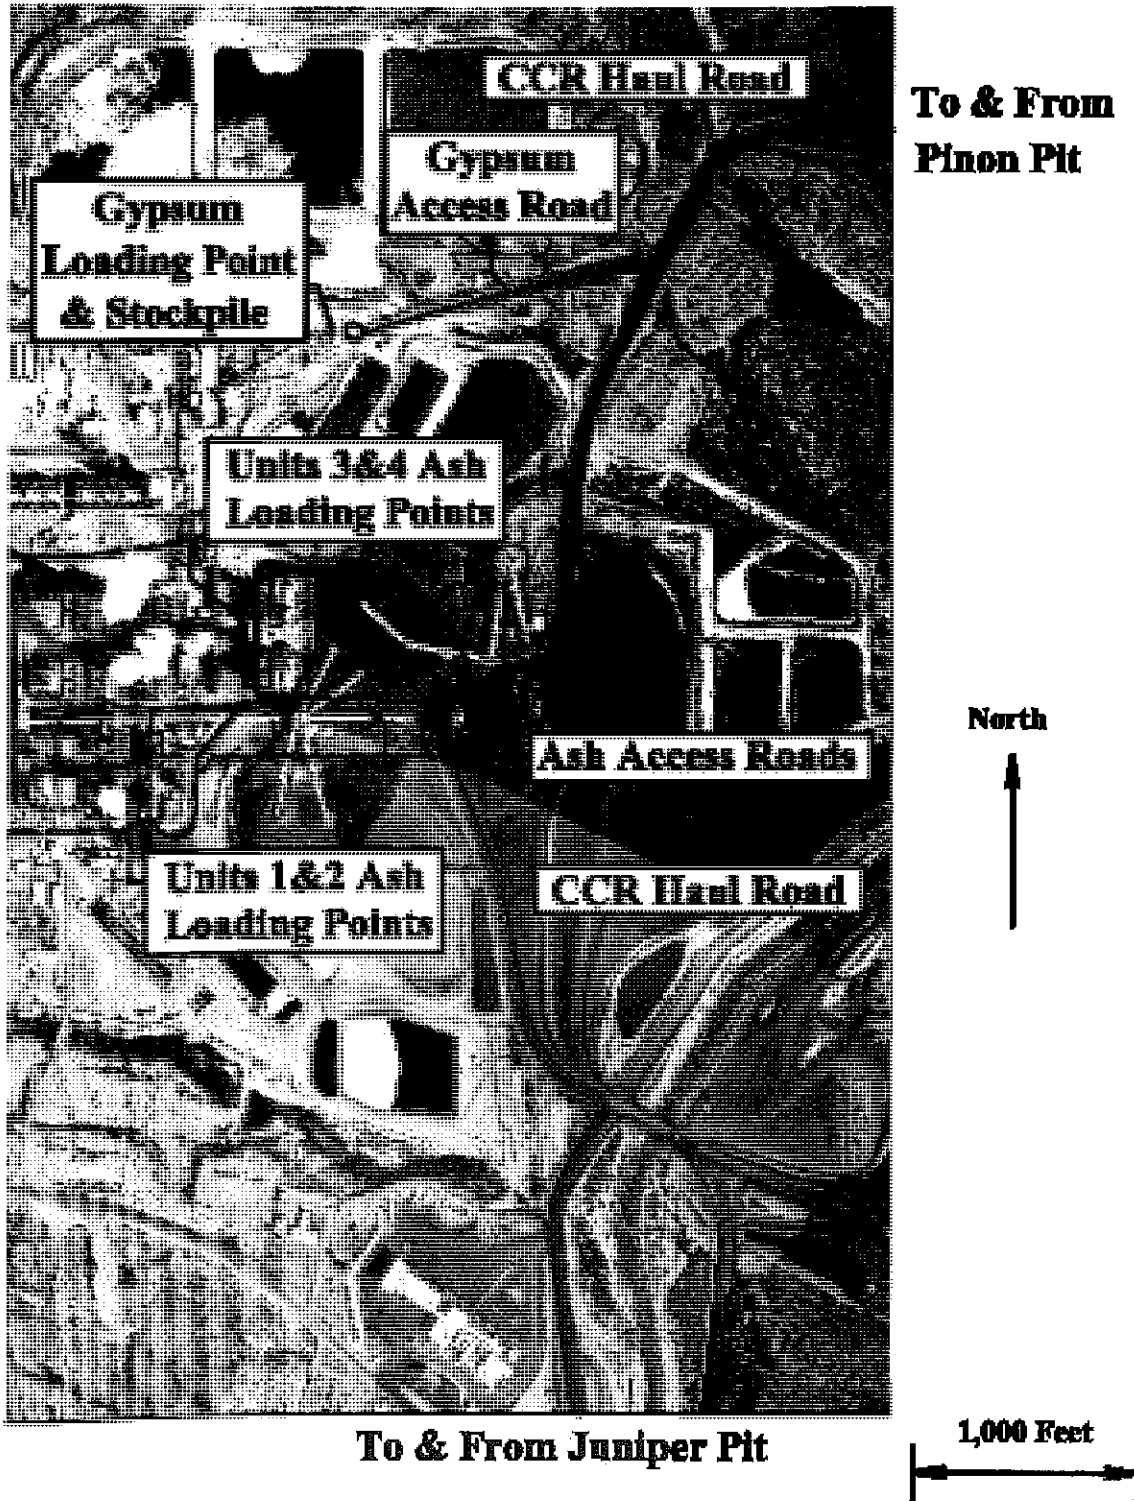 CCR Haul Road
To & From
Pinon Pit
Gypsum
Access Road
Gypsum
Loading Point
& Stockpile
Units 3&4 Ash
Loading Points
North
Ash Access Roads
Units 1&2 Ash
Loading Points
CCR Haul Road
To & From Juniper Pit
1,000 Feet